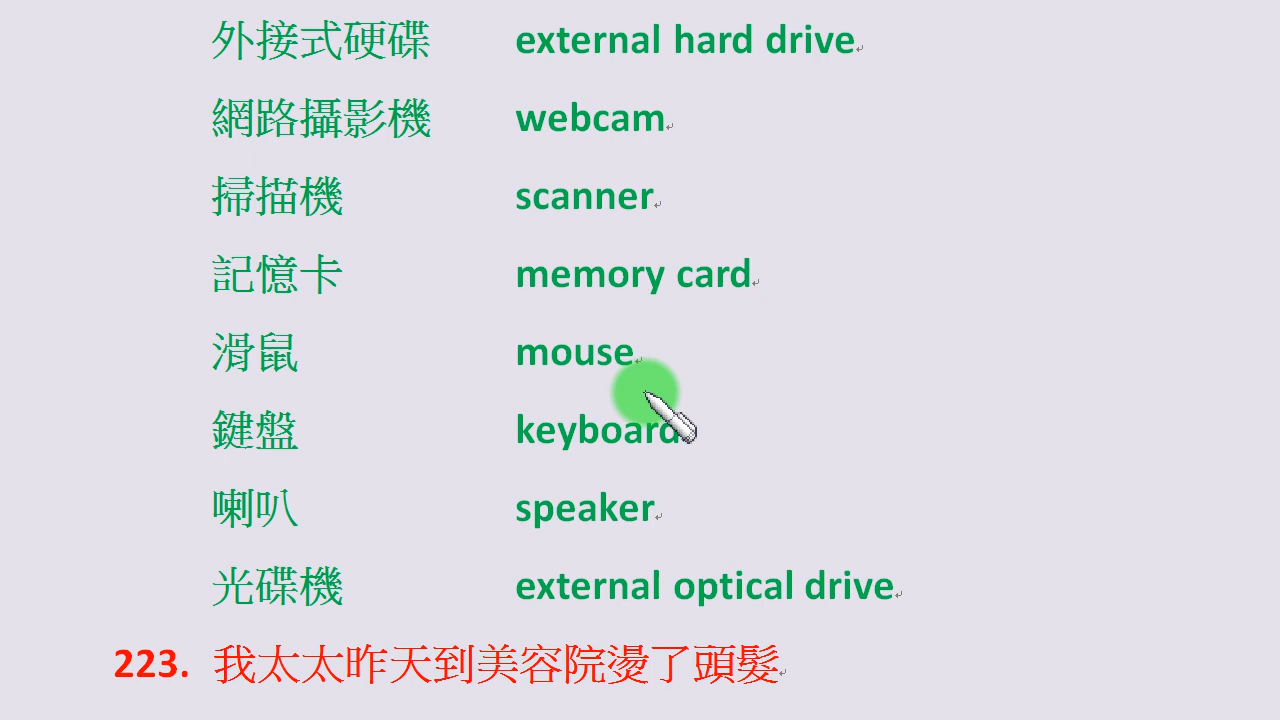 外接式硬碟 external hard drive
網路攝影機 webcam
掃描機 scanner
記憶卡 memory card
滑鼠 mouse
鍵盤 keyboard
喇叭 speaker
光碟機 external optical drive
223. 我太太昨天到美容院燙了頭髮